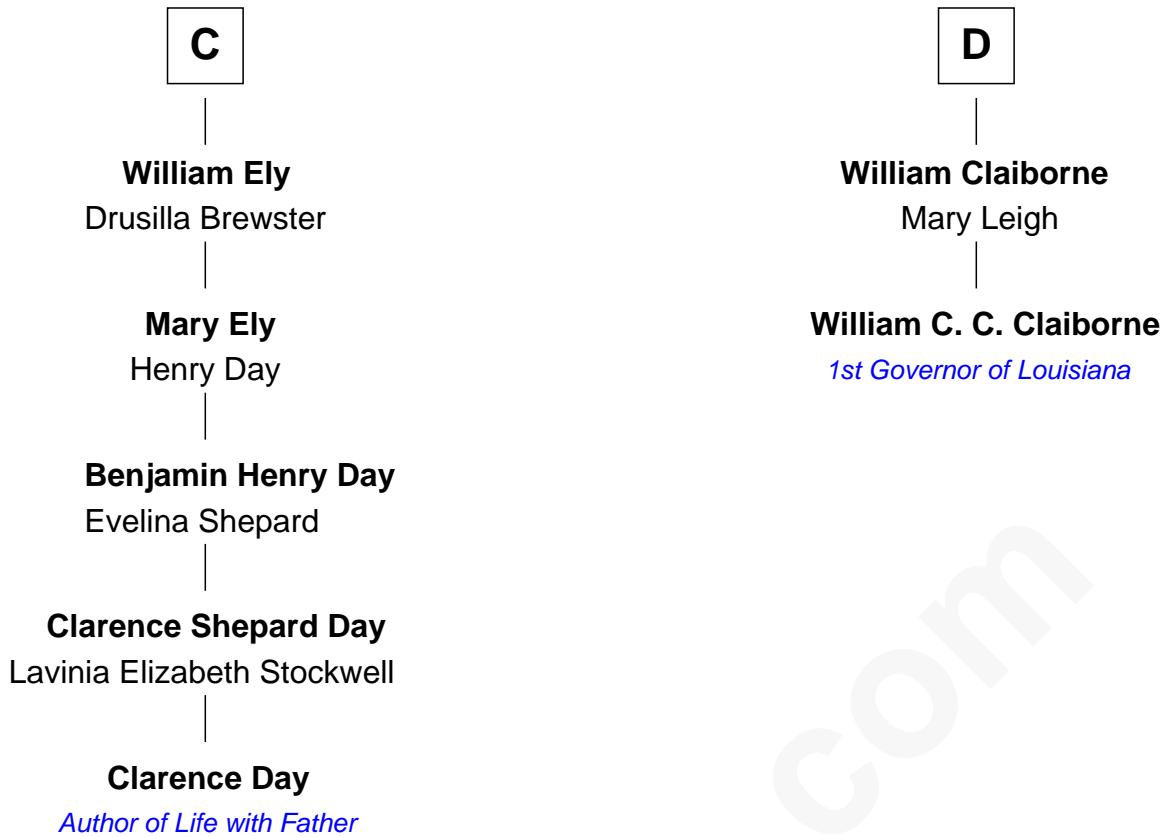 C
William Ely
Drusilla Brewster
Mary Ely
Henry Day
Benjamin Henry Day
Evelina Shepard
Clarence Shepard Day
Lavinia Elizabeth Stockwell
Clarence Day
Author of Life with Father
D
William Claiborne
Mary Leigh
William C. C. Claiborne
1st Governor of Louisiana
com